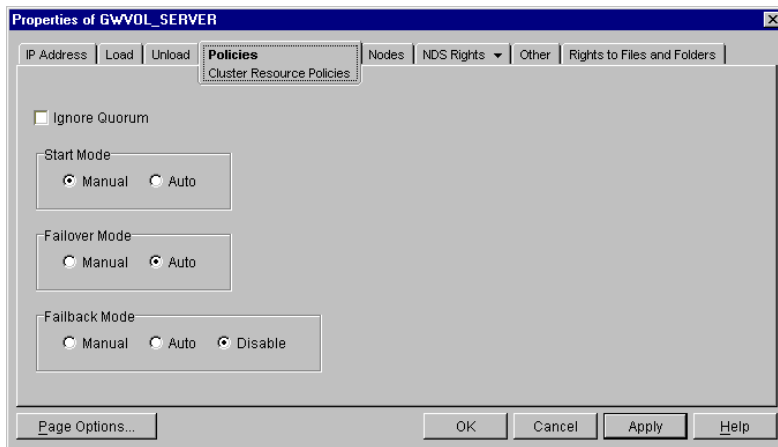 Properties of GWVOL_SERVER
IP Address Load Unload Policies Nodes NDS Rights Other Rights to Files and Folders
Cluster Resource Policies
Ignore Quorum
Start Mode
Manual Auto
Failover Mode
Manual Auto
Failback Mode
Manual Auto Disable
Page Options... OK Cancel Apply Help